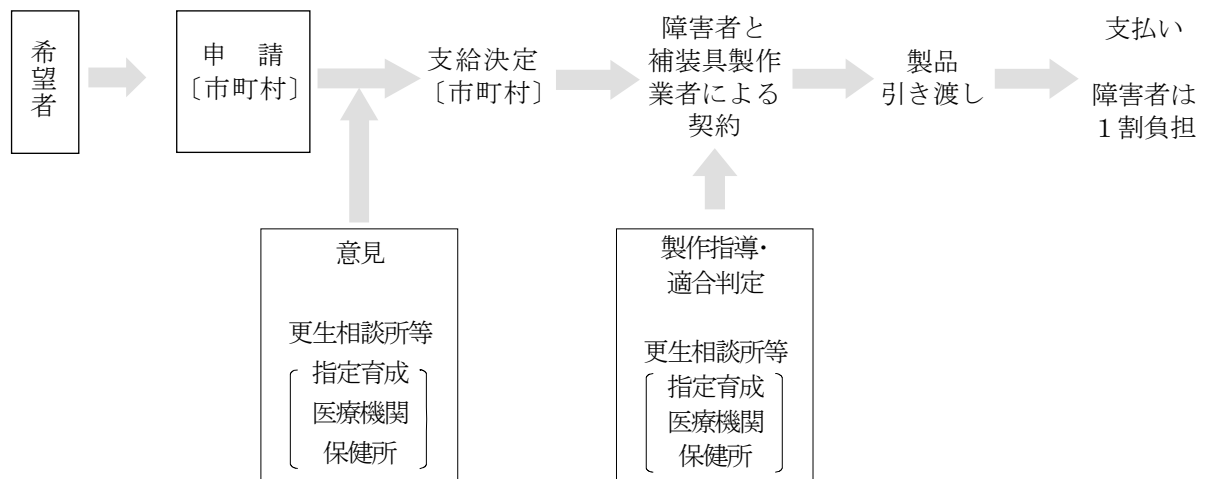 希望者
申　請
〔市町村〕
支給決定
〔市町村〕
障害者と
補装具製作
業者による
契約
製品
引き渡し
支払い
障害者は
１割負担
意見
更生相談所等
指定育成
医療機関
保健所
製作指導・
適合判定
更生相談所等
指定育成
医療機関
保健所